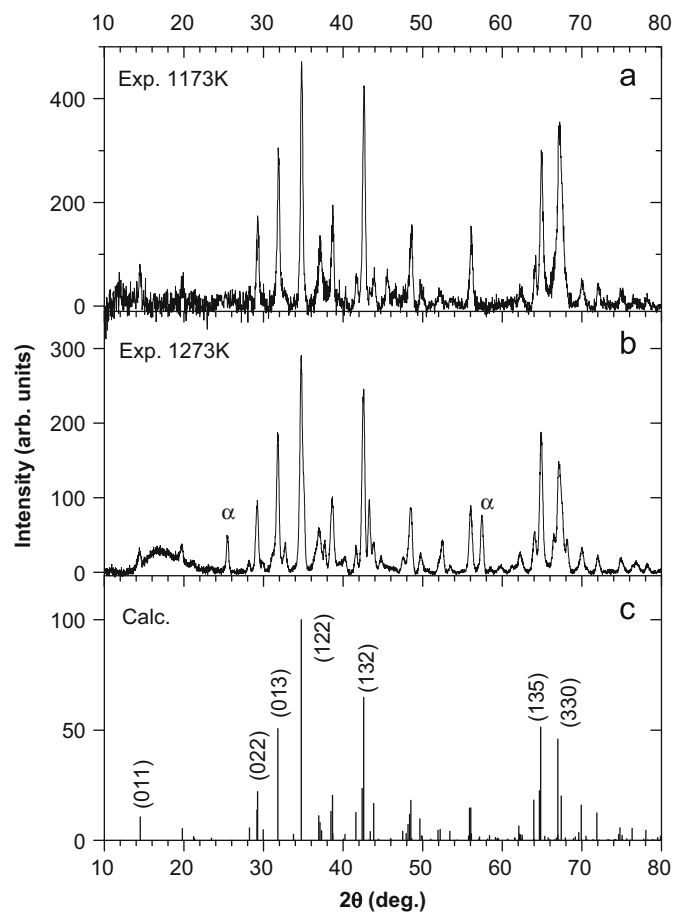 10 20 30 40 50 60 70 80
Exp. 1173K a
400
200
0
Exp. 1273K b
300
200
100
0
α α
Calc. c
100
50
0
(011) (022) (013) (122) (132) (135) (330)
10 20 30 40 50 60 70 80
2θ (deg.)
Intensity (arb. units)